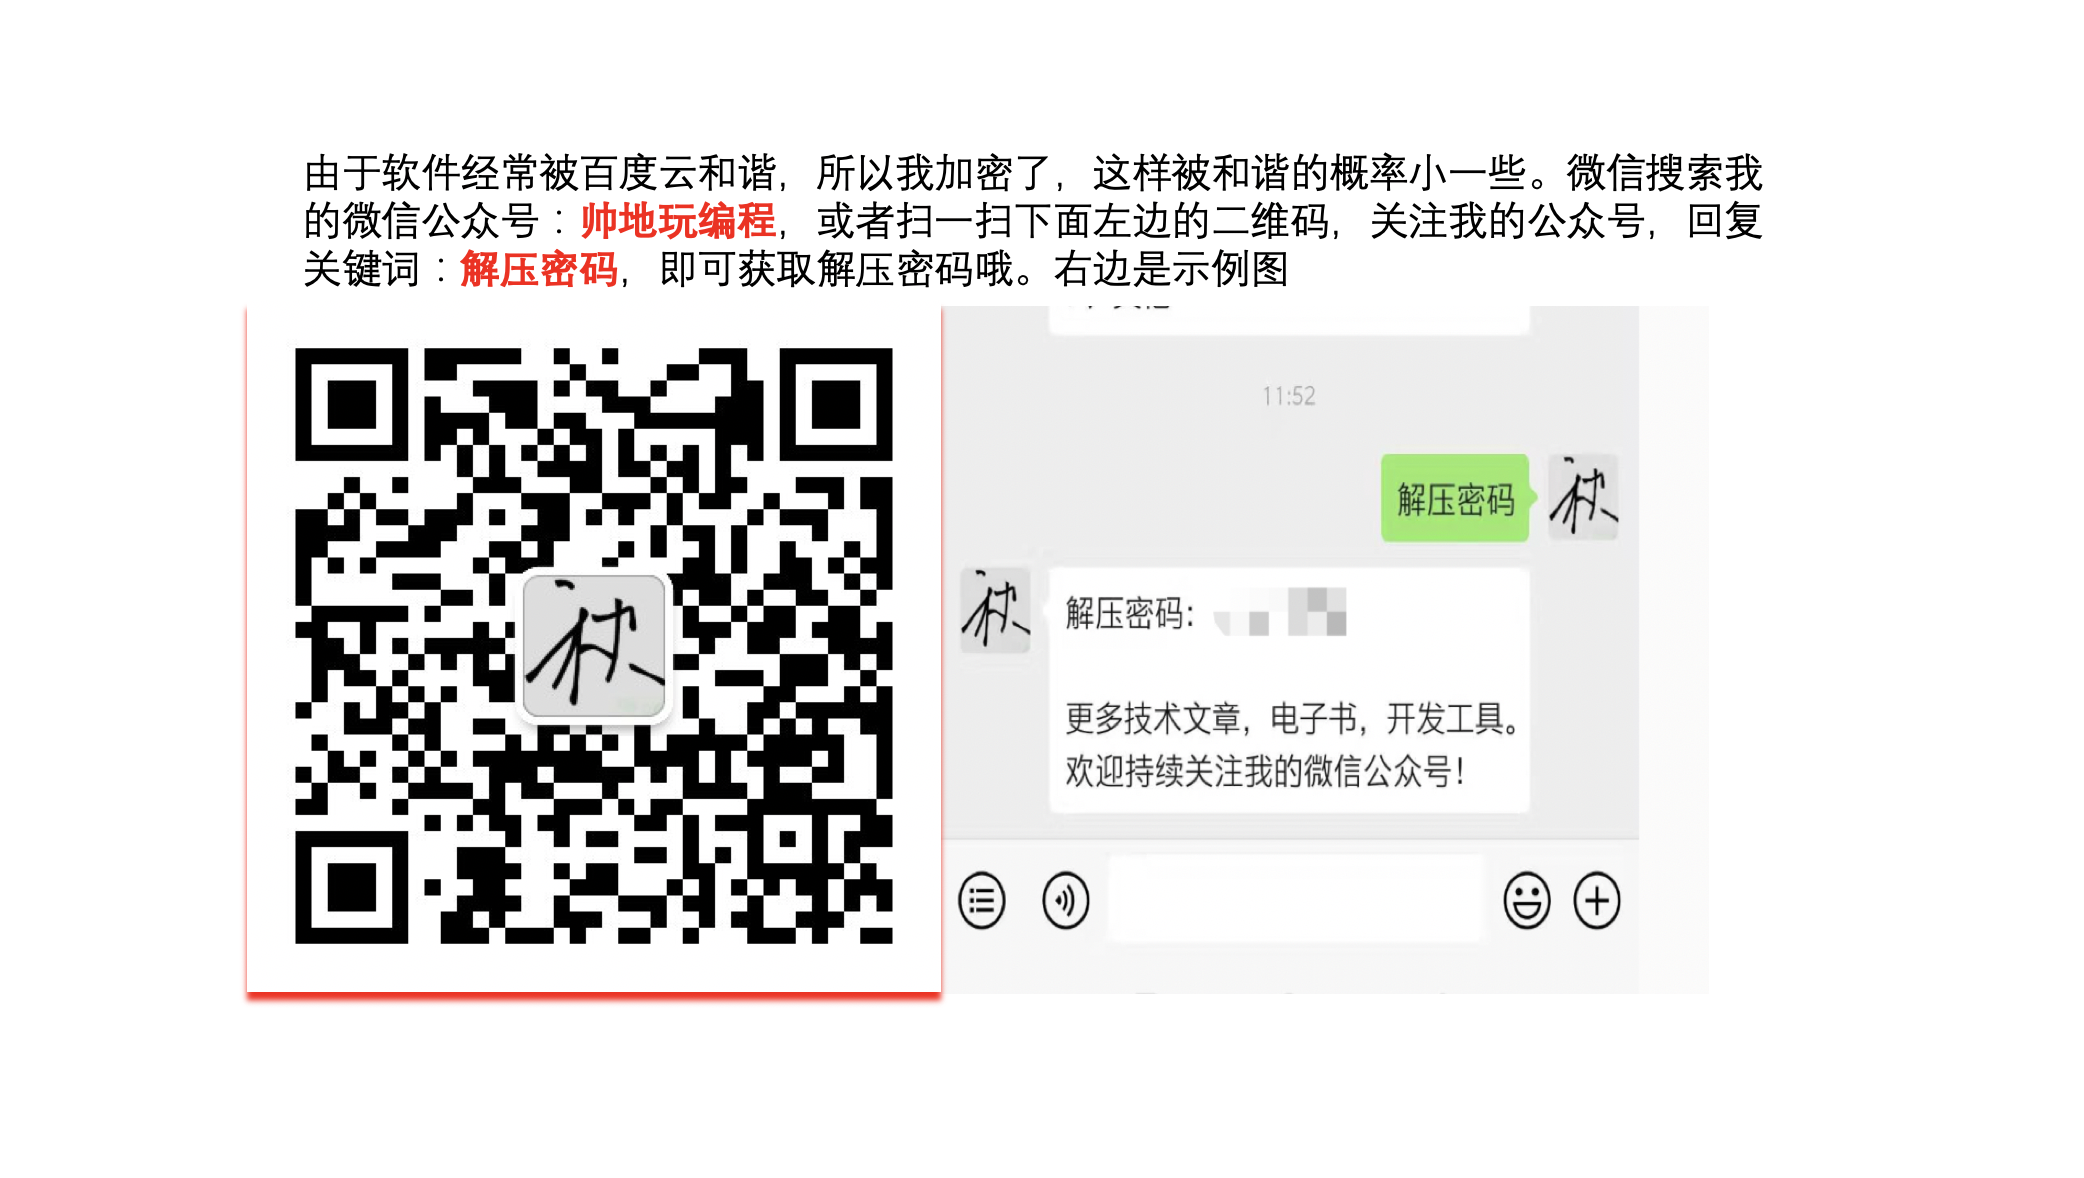 由于软件经常被百度云和谐，所以我加密了，这样被和谐的概率小一些。微信搜索我
的微信公众号：帅地玩编程，或者扫一扫下面左边的二维码，关注我的公众号，回复
关键词：解压密码，即可获取解压密码哦。右边是示例图
11:52
解压密码
解压密码：
更多技术文章，电子书，开发工具。
欢迎持续关注我的微信公众号！